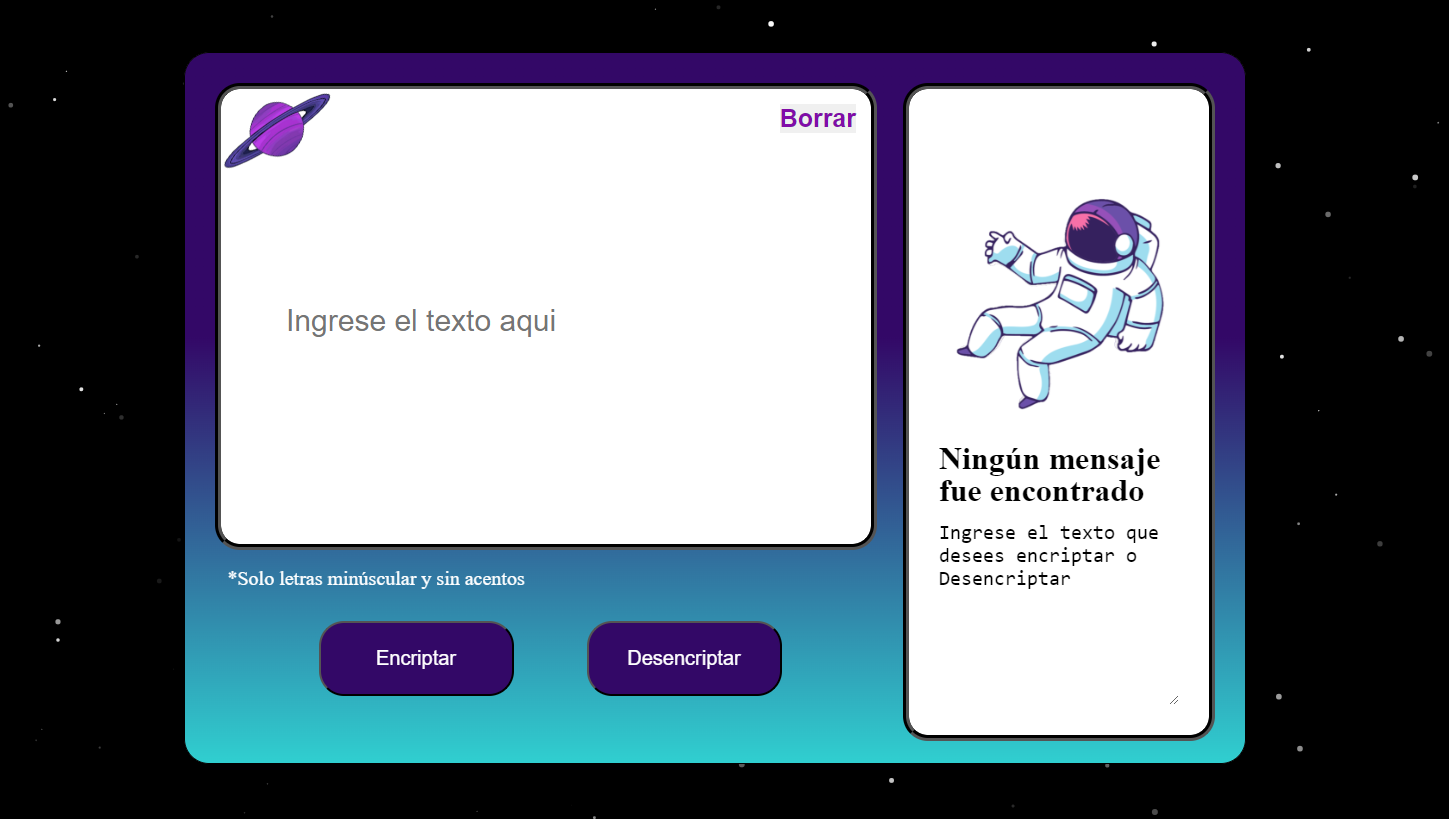 Borrar
Ingrese el texto aqui
*Solo letras minúscular y sin acentos
Encriptar
Desencriptar
Ningún mensaje
fue encontrado
Ingrese el texto que
desees encriptar o
Desencriptar